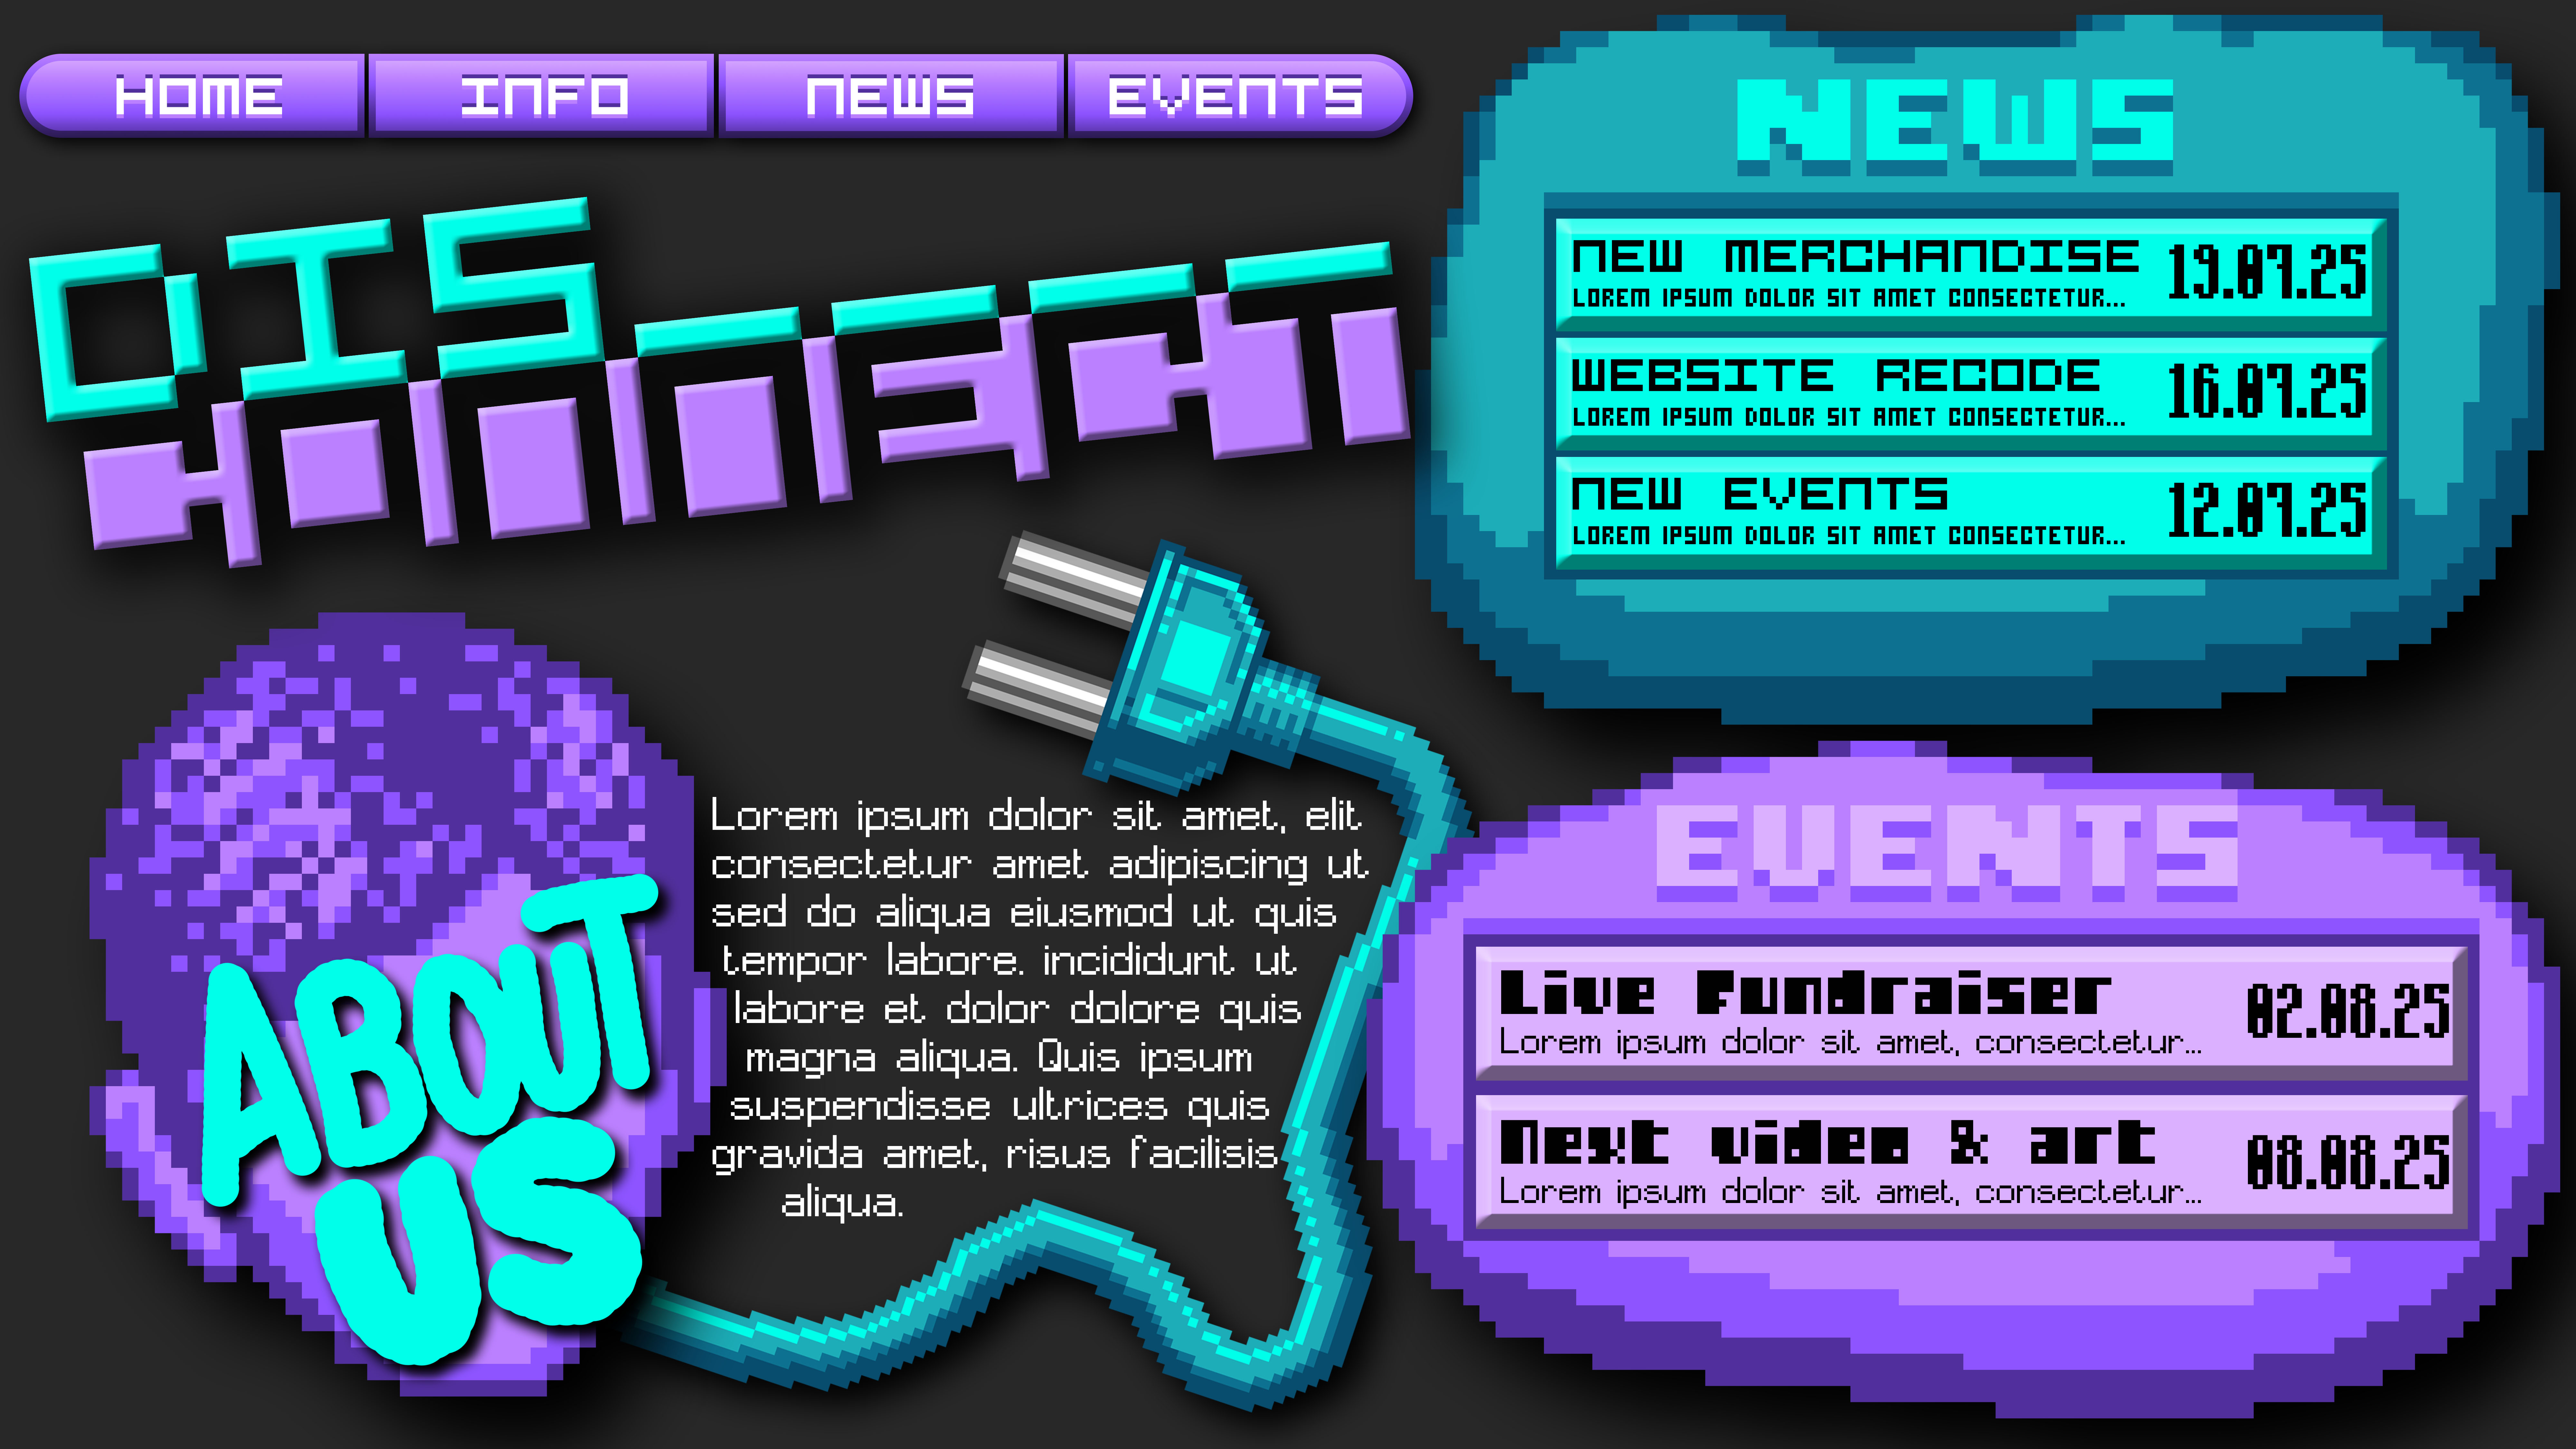 HOME INFO NEWS EVENTS
DIS
NEWS
NEW MERCHANDISE
LOREM IPSUM DOLOR SIT AMET CONSECTETUR...
19.07.25
WEBSITE RECODE
LOREM IPSUM DOLOR SIT AMET CONSECTETUR...
16.07.25
NEW EVENTS
LOREM IPSUM DOLOR SIT AMET CONSECTETUR...
12.07.25
ABOUT
US
Lorem ipsum dolor sit amet, elit
consectetur amet adipiscing ut
sed do aliqua eiusmod ut quis
tempor labore. incididunt ut
labore et dolor dolore quis
magna aliqua. Quis ipsum
suspendisse ultrices quis
gravida amet, risus facilisis
aliqua.
EVENTS
Live Fundraiser
Lorem ipsum dolor sit amet, consectetur...
02.08.25
Next video & art
Lorem ipsum dolor sit amet, consectetur...
08.08.25